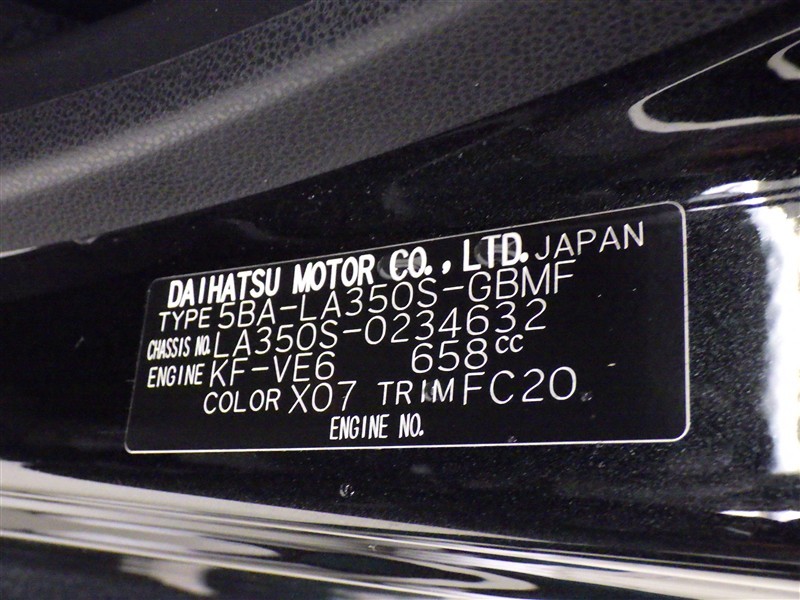 DAIHATSU MOTOR CO., LTD. JAPAN
TYPE 5BA-LA350S-GBMF
CHASSIS NO. LA350S-0234632
ENGINE KF-VE6 658cc
COLOR X07 TRIM FC20
ENGINE NO.